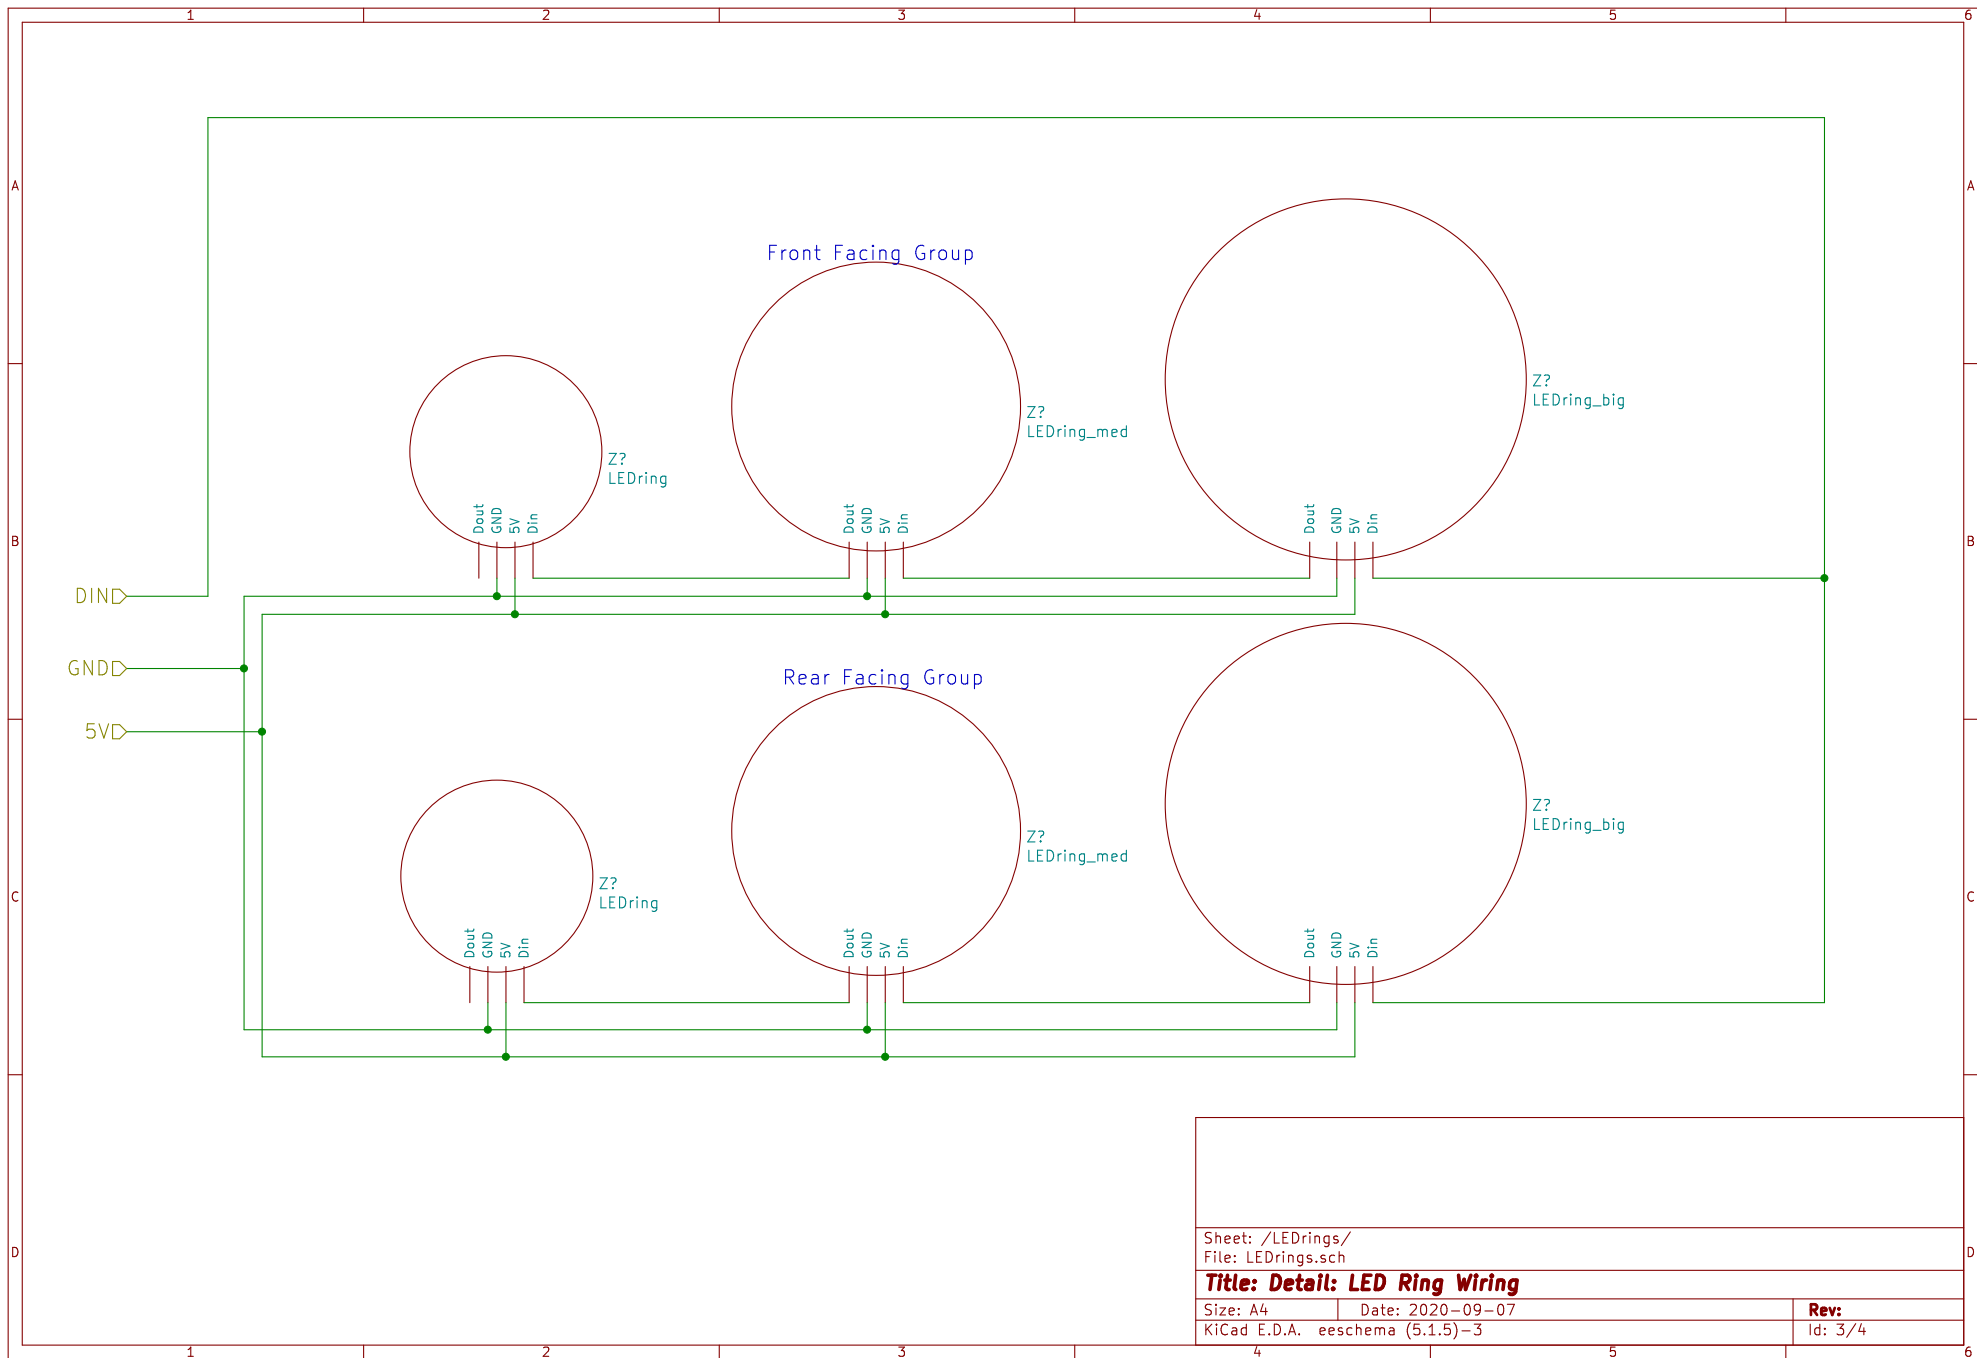 1 2 3 4 5 6
A A
Front Facing Group
Z?
LEDring_big
Z?
LEDring_med
Z?
LEDring
Dout GND 5V Din
Dout GND 5V Din
Dout GND 5V Din
B B
DIN
GND
5V
Rear Facing Group
Z?
LEDring_big
Z?
LEDring_med
Z?
LEDring
C C
Dout GND 5V Din
Dout GND 5V Din
Dout GND 5V Din
Sheet: /LEDrings/
File: LEDrings.sch
D D
Title: Detail: LED Ring Wiring
Size: A4 Date: 2020-09-07 Rev:
KiCad E.D.A. eeschema (5.1.5)-3 Id: 3/4
1 2 3 4 5 6